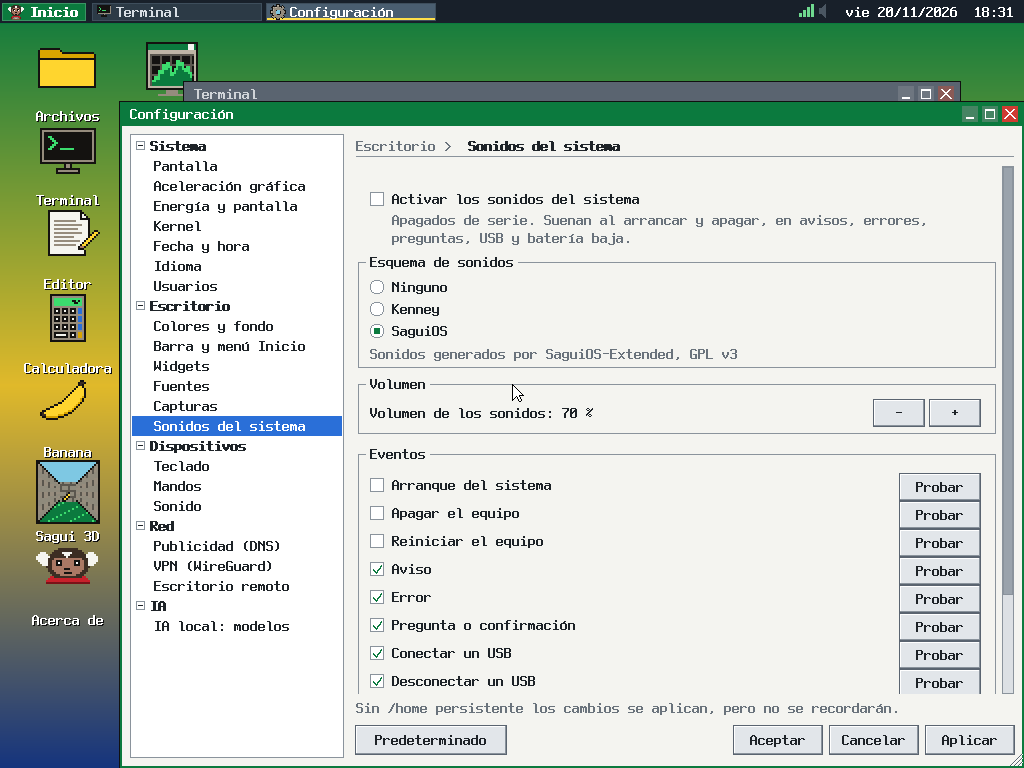 Inicio
Terminal
Configuración
vie 20/11/2026 18:31
Archivos
Terminal
Editor
Calculadora
Banana
Sagui 3D
Acerca de
Terminal
Configuración
Sistema
Pantalla
Aceleración gráfica
Energía y pantalla
Kernel
Fecha y hora
Idioma
Usuarios
Escritorio
Colores y fondo
Barra y menú Inicio
Widgets
Fuentes
Capturas
Sonidos del sistema
Dispositivos
Teclado
Mandos
Sonido
Red
Publicidad (DNS)
VPN (WireGuard)
Escritorio remoto
IA
IA local: modelos
Escritorio > Sonidos del sistema
Activar los sonidos del sistema
Apagados de serie. Suenan al arrancar y apagar, en avisos, errores,
preguntas, USB y batería baja.
Esquema de sonidos
Ninguno
Kenney
SaguiOS
Sonidos generados por SaguiOS-Extended, GPL v3
Volumen
Volumen de los sonidos: 70 % - +
Eventos
Arranque del sistema Probar
Apagar el equipo Probar
Reiniciar el equipo Probar
Aviso Probar
Error Probar
Pregunta o confirmación Probar
Conectar un USB Probar
Desconectar un USB Probar
Sin /home persistente los cambios se aplican, pero no se recordarán.
Predeterminado Aceptar Cancelar Aplicar